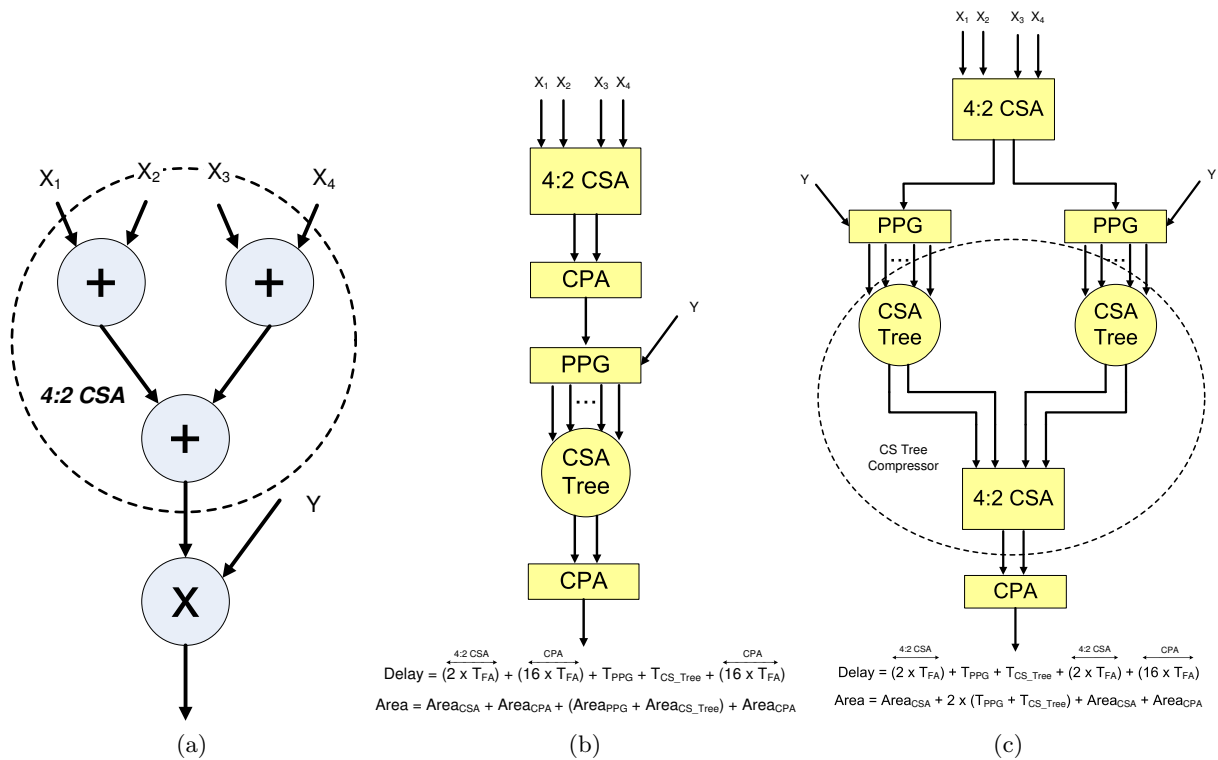 X1 X2 X3 X4
+ +
4:2 CSA
+
Y
X
(a)
X1 X2 X3 X4
4:2 CSA
CPA
Y
PPG
...
CSA
Tree
CPA
4:2 CSA CPA CPA
Delay = (2 x TFA) + (16 x TFA) + TPPG + TCS_Tree + (16 x TFA)
Area = AreaCSA + AreaCPA + (AreaPPG + AreaCS_Tree) + AreaCPA
(b)
X1 X2 X3 X4
4:2 CSA
Y Y
PPG PPG
... ...
CSA CSA
Tree Tree
CS Tree
Compressor
4:2 CSA
CPA
4:2 CSA 4:2 CSA CPA
Delay = (2 x TFA) + TPPG + TCS_Tree + (2 x TFA) + (16 x TFA)
Area = AreaCSA + 2 x (TPPG + TCS_Tree) + AreaCSA + AreaCPA
(c)